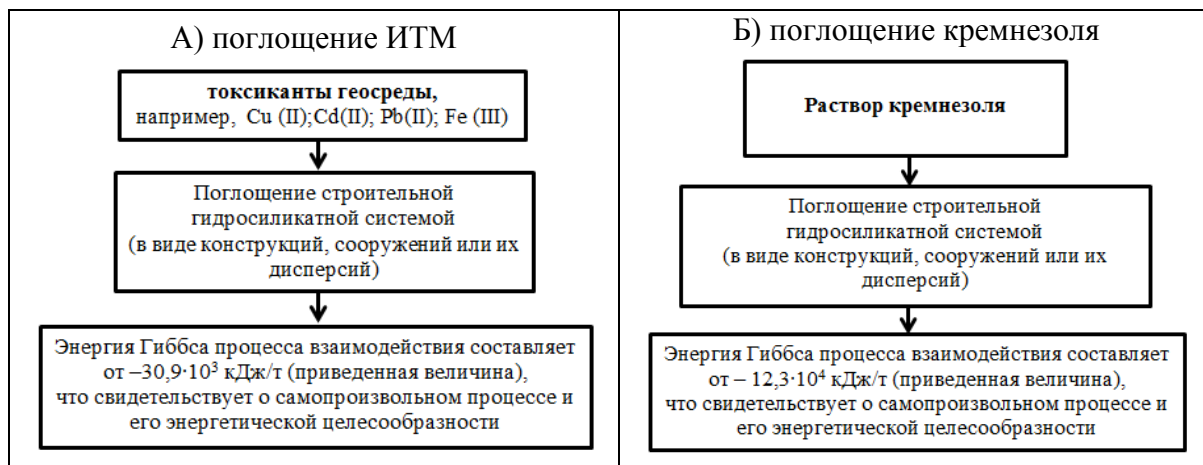 А) поглощение ИТМ
токсиканты геосреды,
например, Cu (II);Cd(II); Pb(II); Fe (III)
Поглощение строительной
гидросиликатной системой
(в виде конструкций, сооружений или их
дисперсий)
Энергия Гиббса процесса взаимодействия составляет
от –30,9·10³ кДж/т (приведенная величина),
что свидетельствует о самопроизвольном процессе и
его энергетической целесообразности
Б) поглощение кремнезоля
Раствор кремнезоля
Поглощение строительной
гидросиликатной системой
(в виде конструкций, сооружений или их
дисперсий)
Энергия Гиббса процесса взаимодействия составляет
от – 12,3·10⁴ кДж/т (приведенная величина),
что свидетельствует о самопроизвольном процессе и
его энергетической целесообразности